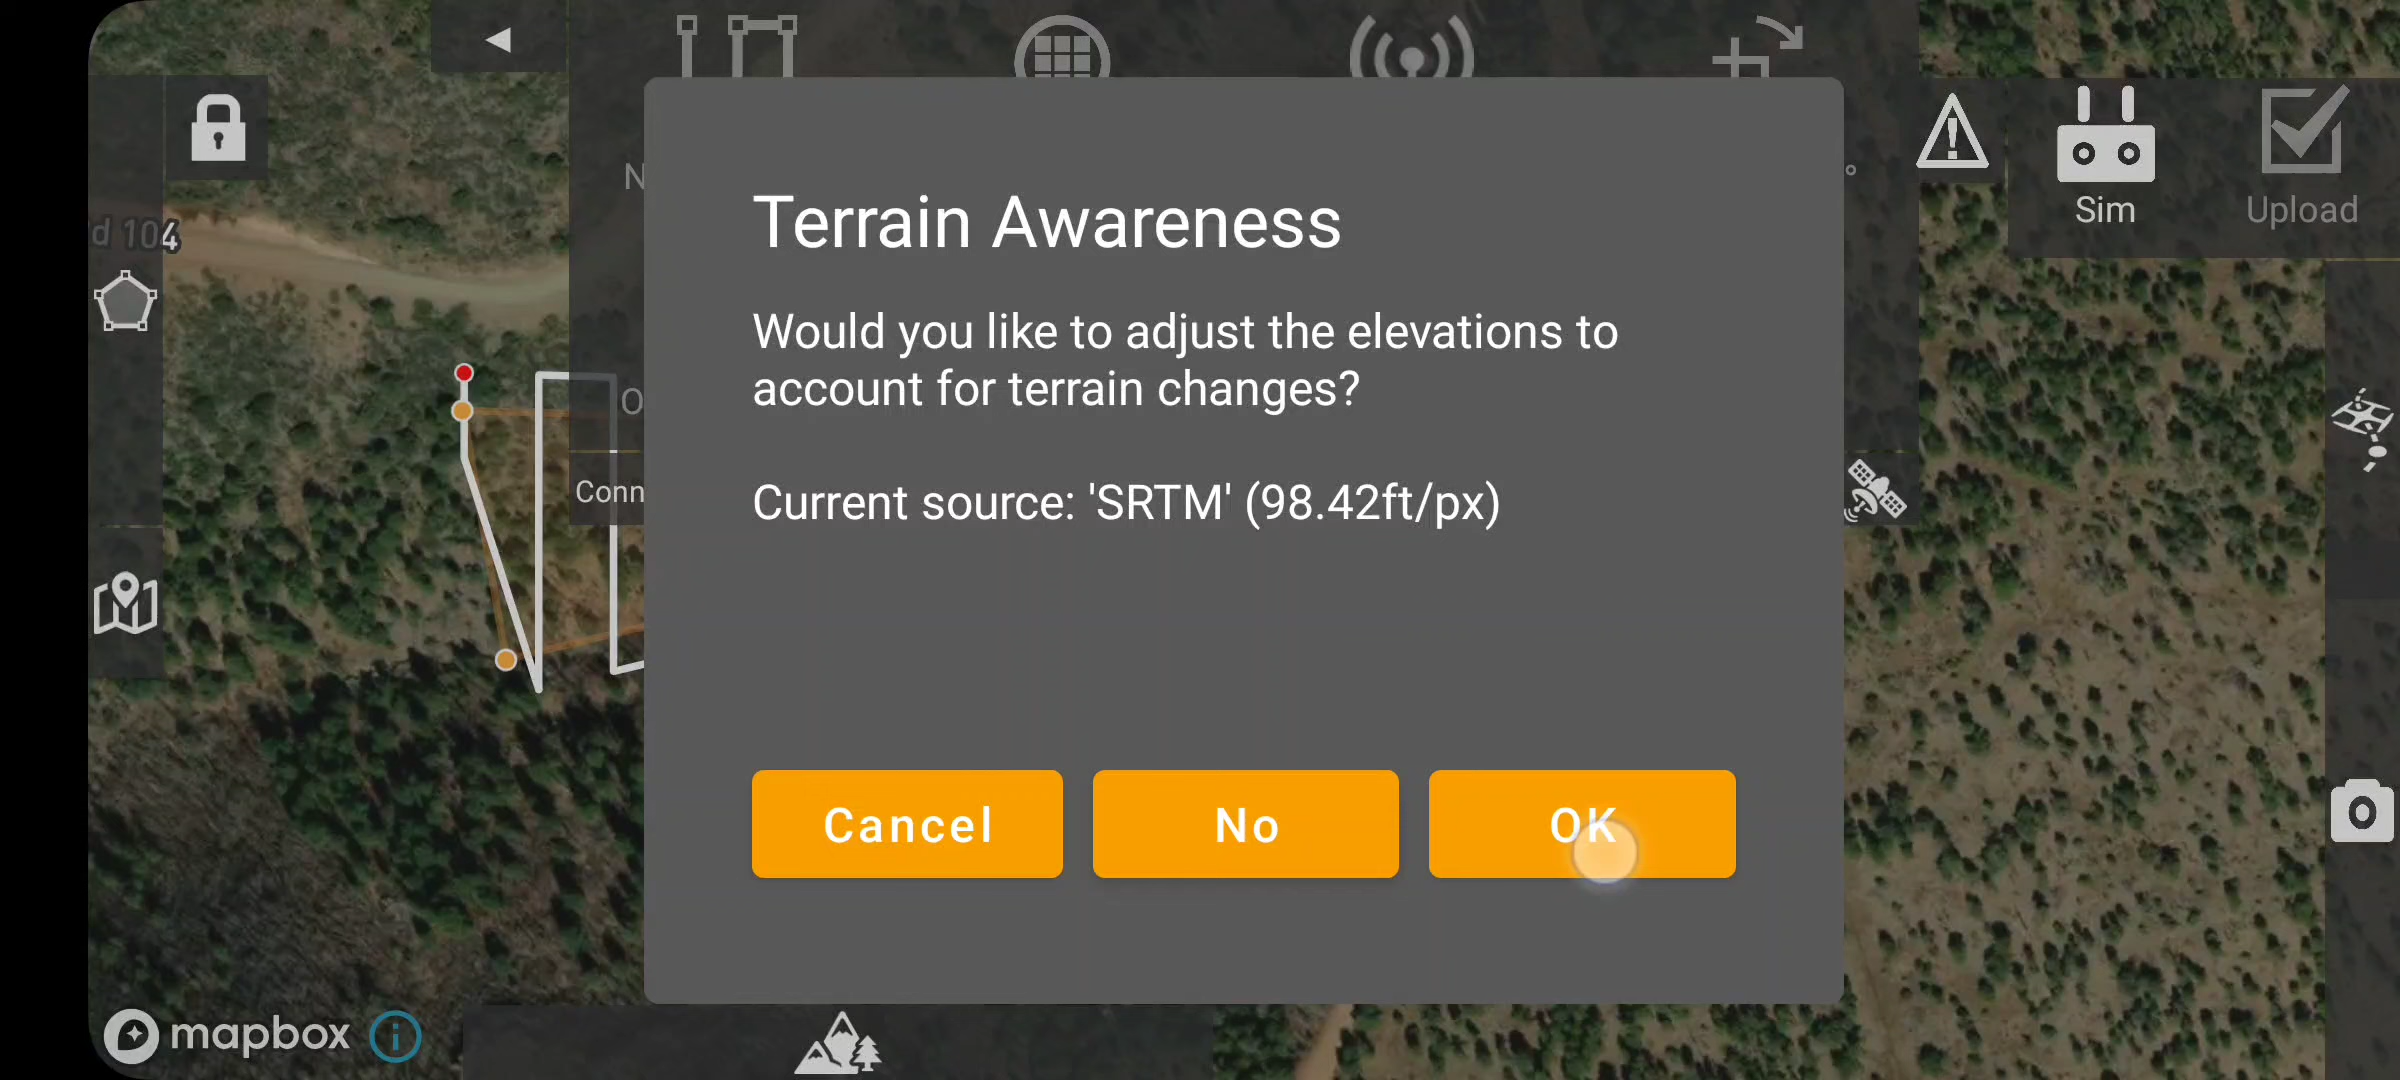 d 104
N
Sim
Upload
Terrain Awareness
Would you like to adjust the elevations to
account for terrain changes?
O
Conn
Current source: 'SRTM' (98.42ft/px)
Cancel
No
OK
mapbox